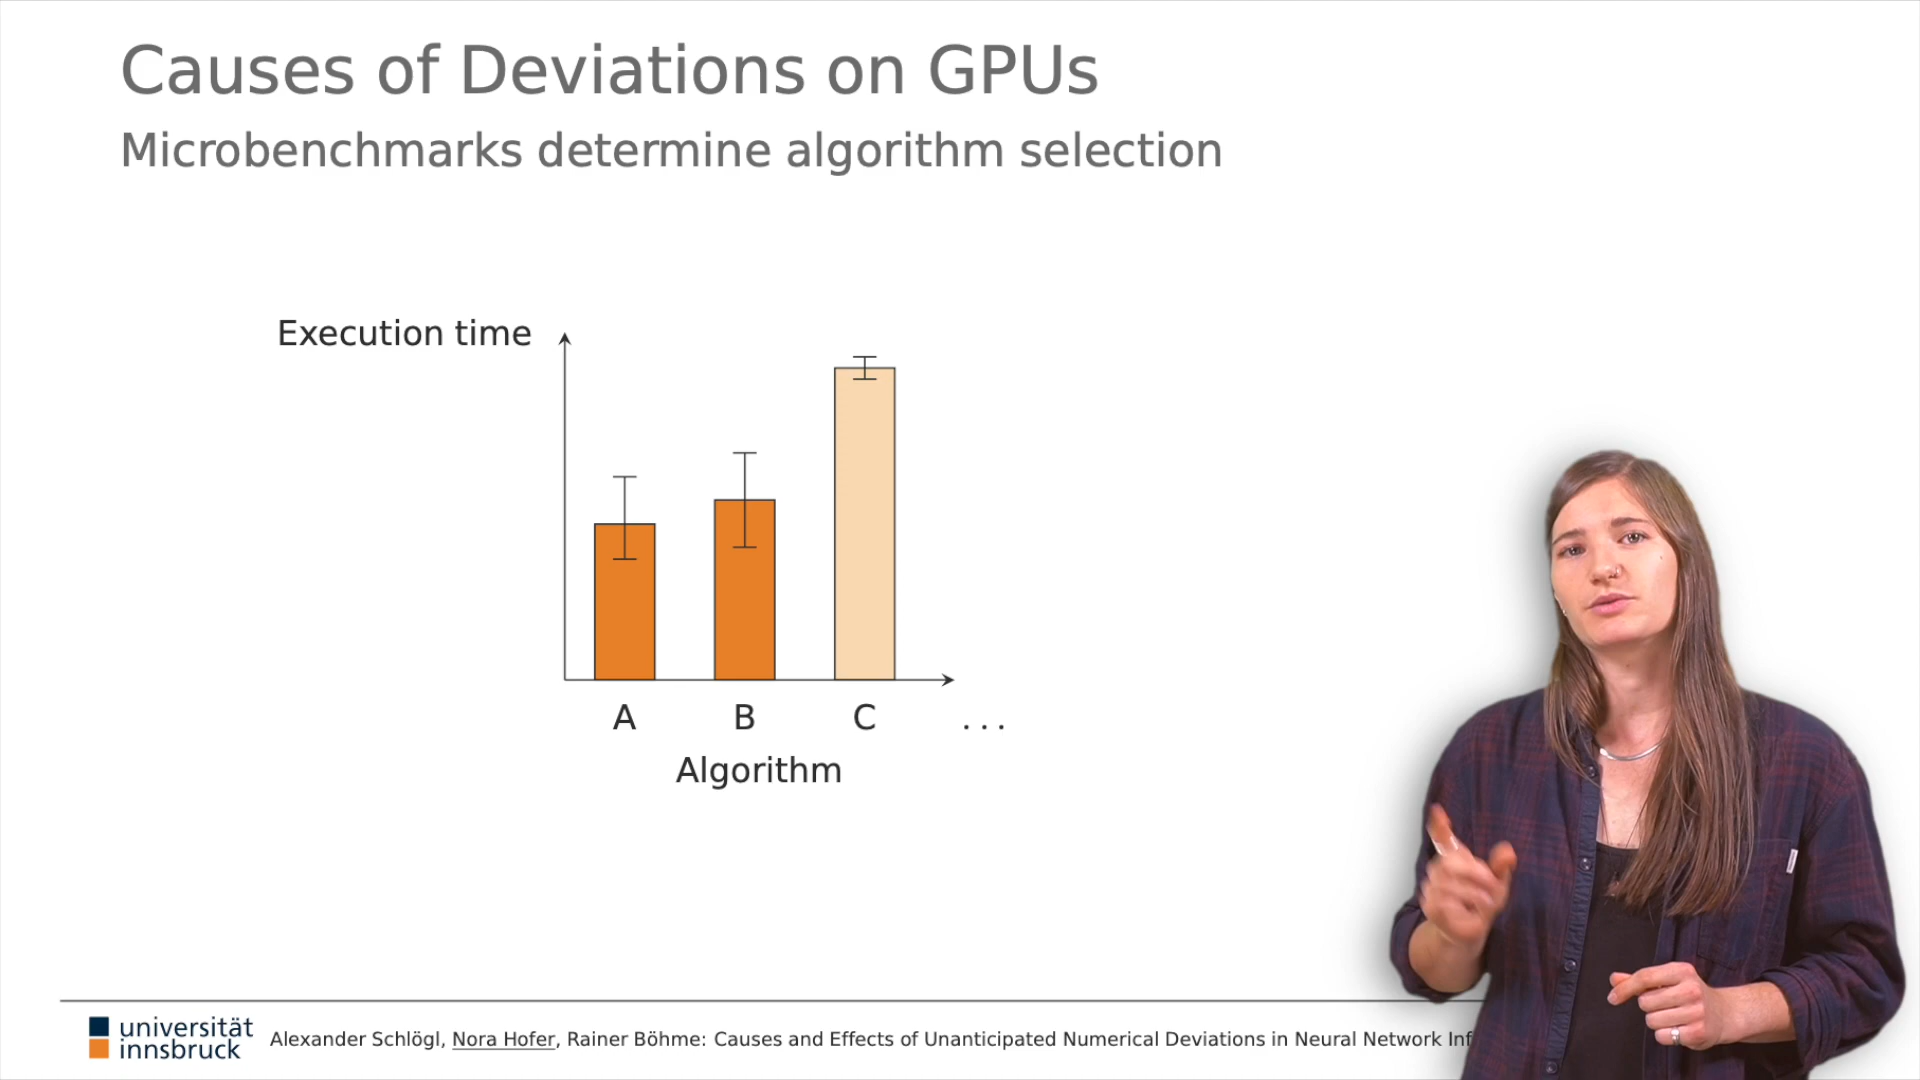 Causes of Deviations on GPUs
Microbenchmarks determine algorithm selection
Execution time
A B C ...
Algorithm
universität
innsbruck
Alexander Schlögl, Nora Hofer, Rainer Böhme: Causes and Effects of Unanticipated Numerical Deviations in Neural Network